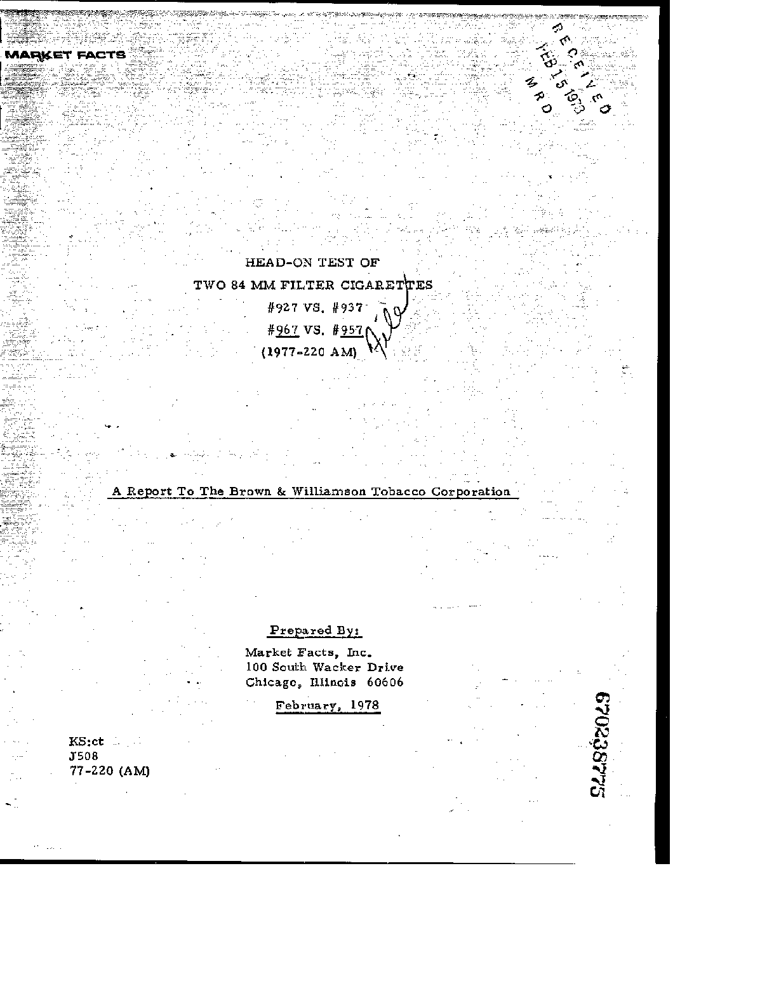 MARKET FACTS
RECEIVED
FEB 15 1973
M R D
HEAD-ON TEST OF
TWO 84 MM FILTER CIGARETTES
#927 VS. #937
#967 VS. #957
(1977-220 AM)
File
A Report To The Brown & Williamson Tobacco Corporation
Prepared By:
Market Facts, Inc.
100 South Wacker Drive
Chicago, Illinois 60606
February, 1978
KS:ct
J508
77-220 (AM)
670238775